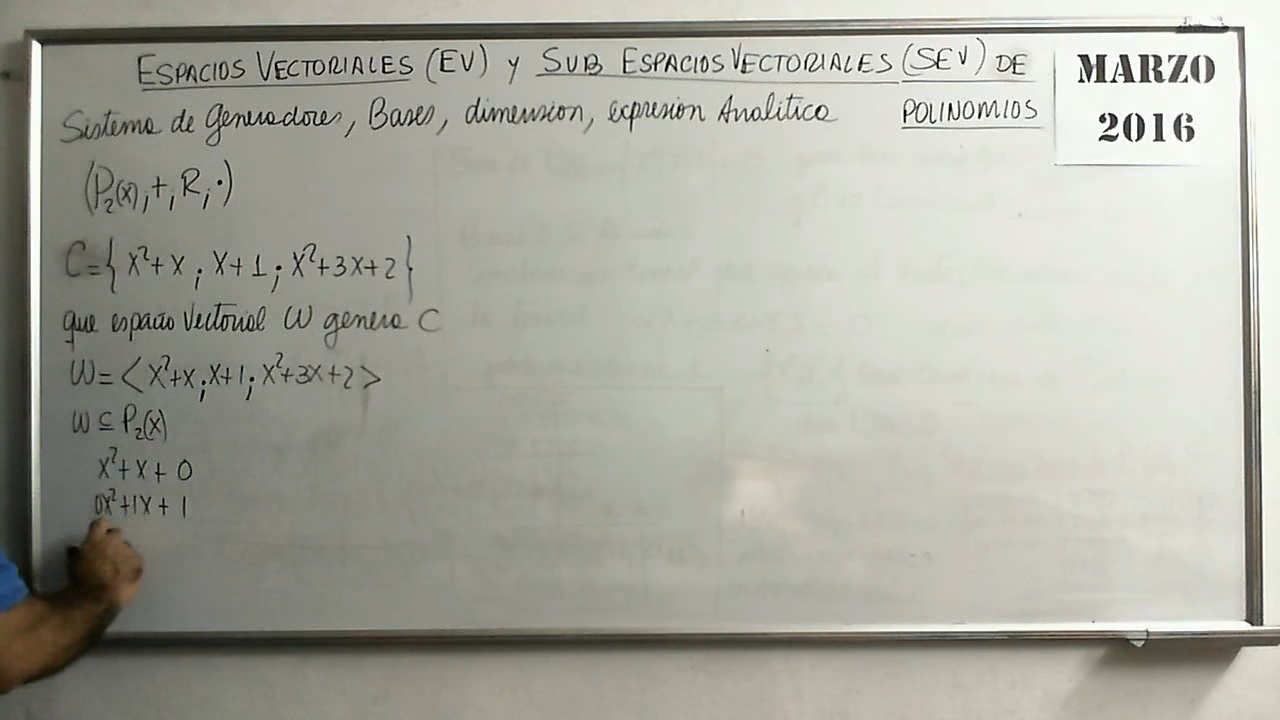 ESPACIOS VECTORIALES (EV) y SUB ESPACIOS VECTORIALES (SEV) DE
POLINOMIOS
Sistema de Generadores, Bases, dimension, expresion Analitica
MARZO
2016
(P₂(x),+,R,·)
C={x²+x ; x+1 ; x²+3x+2}
que espacio Vectorial W genera C
W=<x²+x;x+1;x²+3x+2>
W⊆P₂(x)
x²+x+0
0x²+1x+1